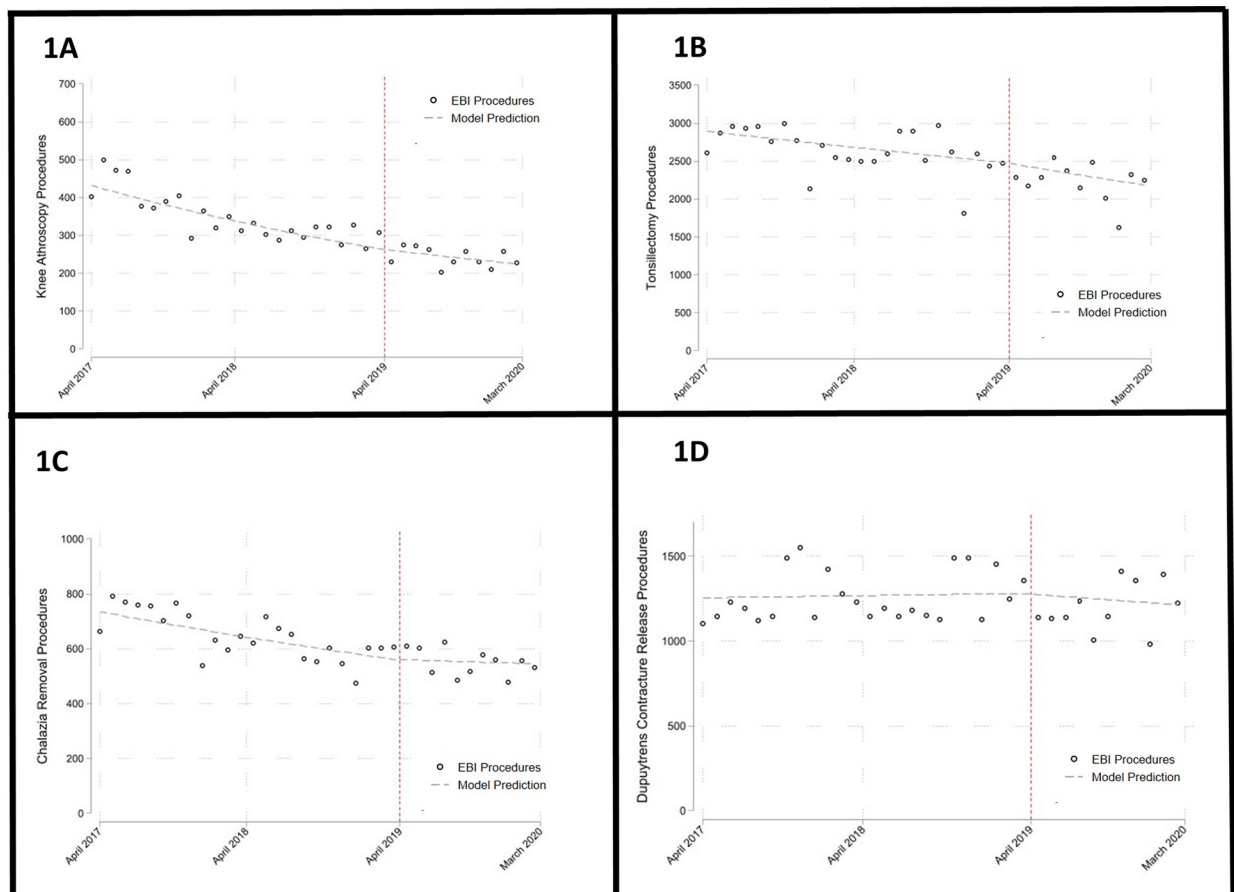 1A
Knee Athroscopy Procedures
700
600
500
400
300
200
100
0
EBI Procedures
Model Prediction
April 2017
April 2018
April 2019
March 2020
1B
Tonsillectomy Procedures
3500
3000
2500
2000
1500
1000
500
0
EBI Procedures
Model Prediction
April 2017
April 2018
April 2019
March 2020
1C
Chalazia Removal Procedures
1000
800
600
400
200
0
EBI Procedures
Model Prediction
April 2017
April 2018
April 2019
March 2020
1D
Dupuytrens Contracture Release Procedures
1500
1000
500
0
EBI Procedures
Model Prediction
April 2017
April 2018
April 2019
March 2020